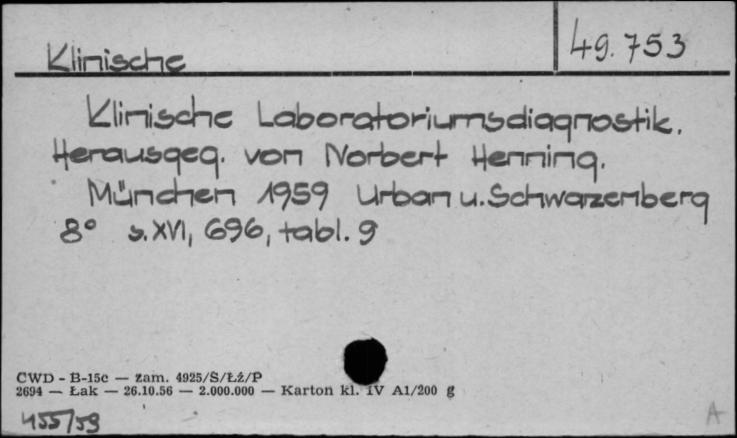 Klinische
49.753
Klinische Laboratoriumsdiagnostik.
Herausgeg. von Norbert Henning.
München 1959 Urban u. Schwarzenberg
8° s. XVI, 696, tabl. 9
CWD - B-15c — zam. 4925/S/Łź/P
2694 — Łak — 26.10.56 — 2.000.000 — Karton kl. IV A1/200 g
455/59
A